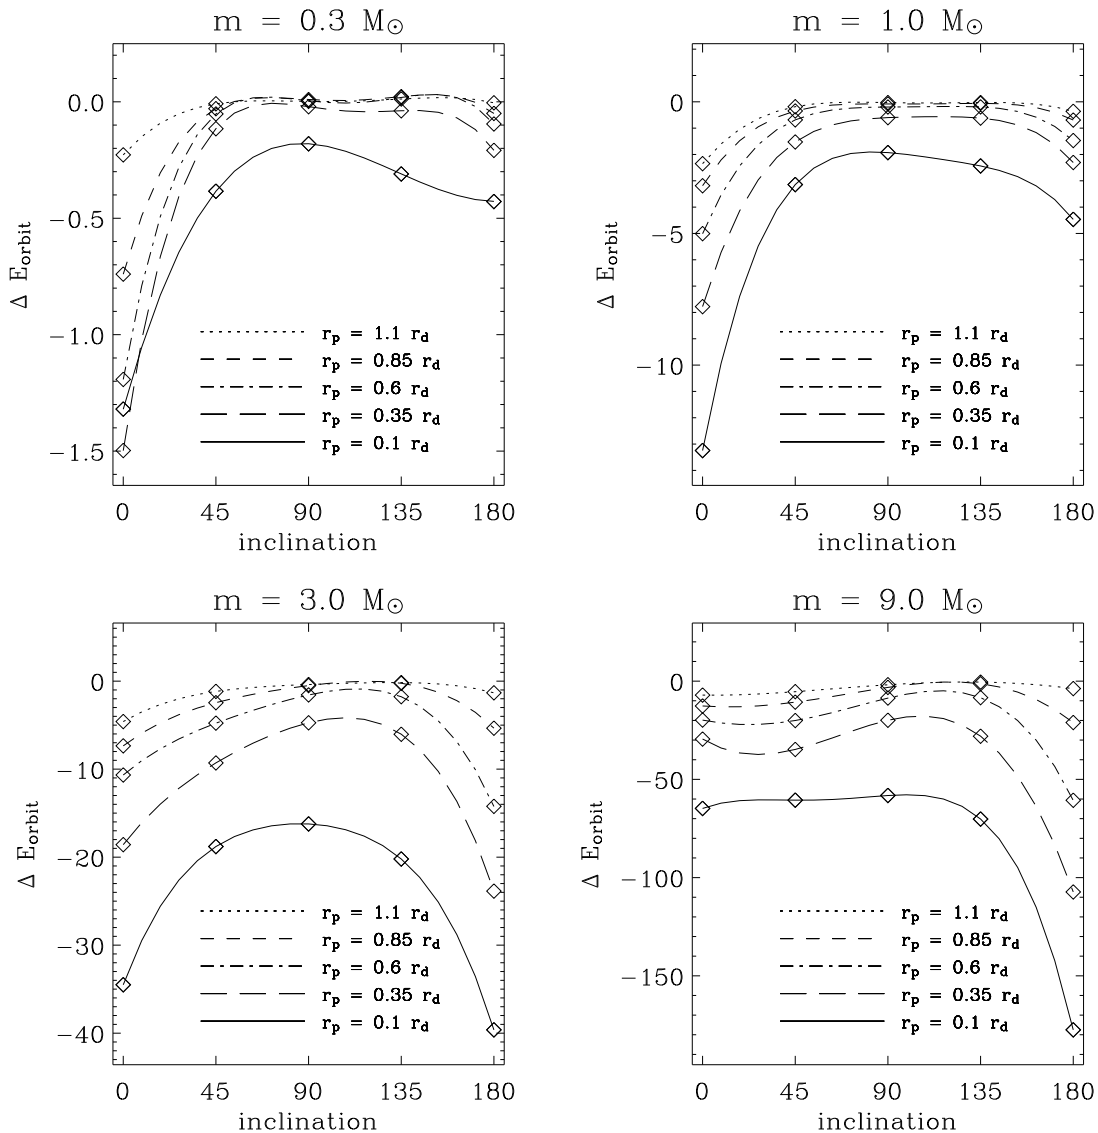 m = 0.3 M⊙
0.0
−0.5
−1.0
−1.5
Δ E_orbit
r_p = 1.1 r_d
r_p = 0.85 r_d
r_p = 0.6 r_d
r_p = 0.35 r_d
r_p = 0.1 r_d
0 45 90 135 180
inclination
m = 1.0 M⊙
0
−5
−10
Δ E_orbit
r_p = 1.1 r_d
r_p = 0.85 r_d
r_p = 0.6 r_d
r_p = 0.35 r_d
r_p = 0.1 r_d
0 45 90 135 180
inclination
m = 3.0 M⊙
0
−10
−20
−30
−40
Δ E_orbit
r_p = 1.1 r_d
r_p = 0.85 r_d
r_p = 0.6 r_d
r_p = 0.35 r_d
r_p = 0.1 r_d
0 45 90 135 180
inclination
m = 9.0 M⊙
0
−50
−100
−150
Δ E_orbit
r_p = 1.1 r_d
r_p = 0.85 r_d
r_p = 0.6 r_d
r_p = 0.35 r_d
r_p = 0.1 r_d
0 45 90 135 180
inclination